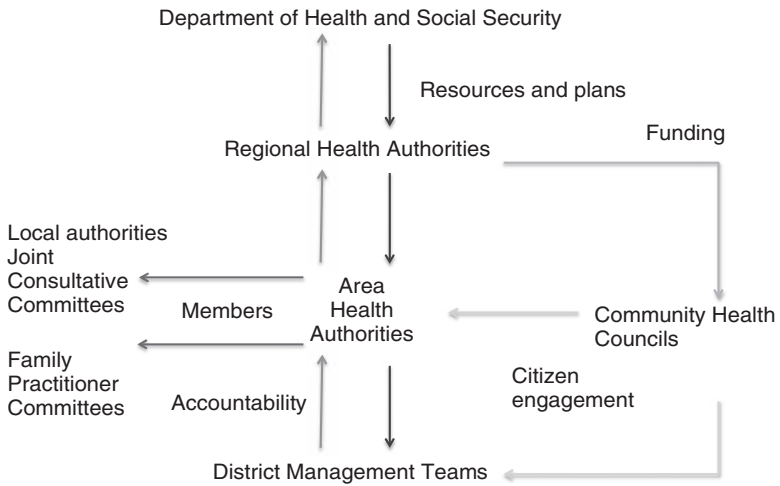 Department of Health and Social Security
Resources and plans
Funding
Regional Health Authorities
Local authorities
Joint
Consultative
Committees
Members
Area
Health
Authorities
Community Health
Councils
Family
Practitioner
Committees
Accountability
Citizen
engagement
District Management Teams